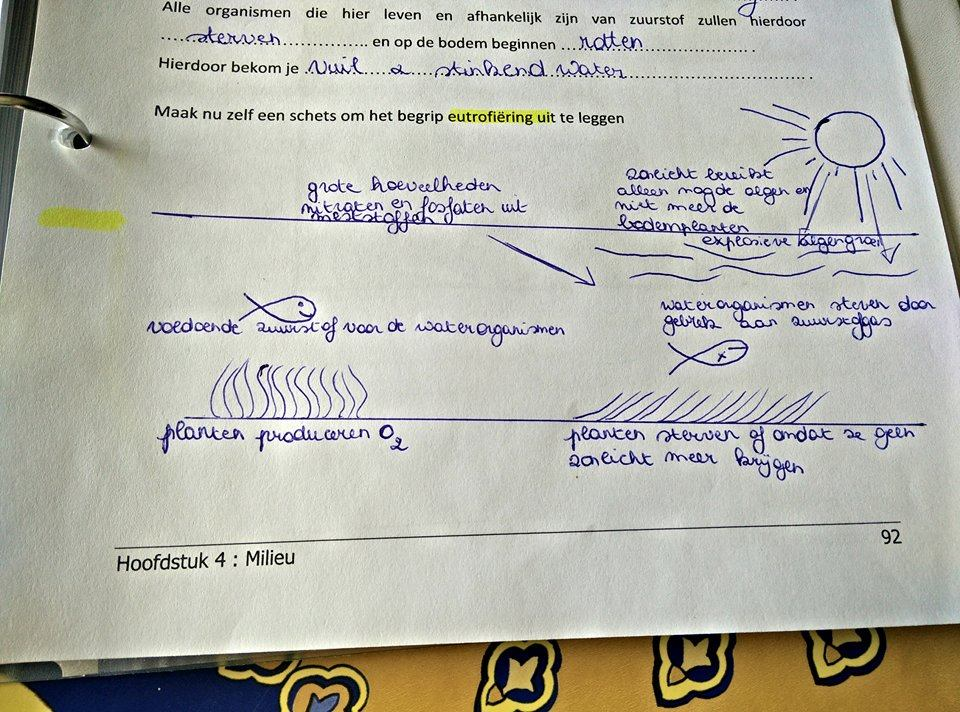 Alle organismen die hier leven en afhankelijk zijn van zuurstof zullen hierdoor
.....sterven..................... en op de bodem beginnen ...rotten..........................
Hierdoor bekom je .vuil..... & ..stinkend water..............................................
Maak nu zelf een schets om het begrip eutrofiëring uit te leggen
grote hoeveelheden
nitraten en fosfaten uit
meststoffen
zonlicht bereikt
alleen nog de algen en
niet meer de
bodemplanten
explosieve algengroei
voldoende zuurstof voor de waterorganismen
waterorganismen sterven door
gebrek aan zuurstofgas
planten produceren O₂
planten sterven af omdat ze geen
zonlicht meer krijgen
92
Hoofdstuk 4 : Milieu